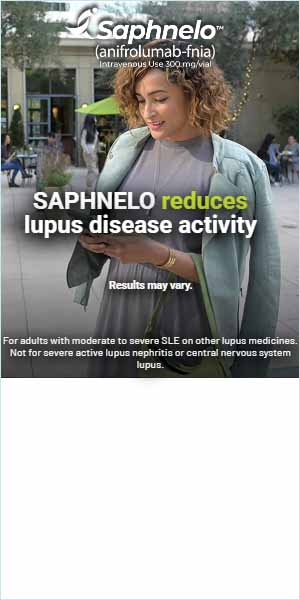 Saphnelo™
(anifrolumab-fnia)
Intravenous Use 300 mg/vial
SAPHNELO reduces
lupus disease activity
Results may vary.
For adults with moderate to severe SLE on other lupus medicines.
Not for severe active lupus nephritis or central nervous system
lupus.